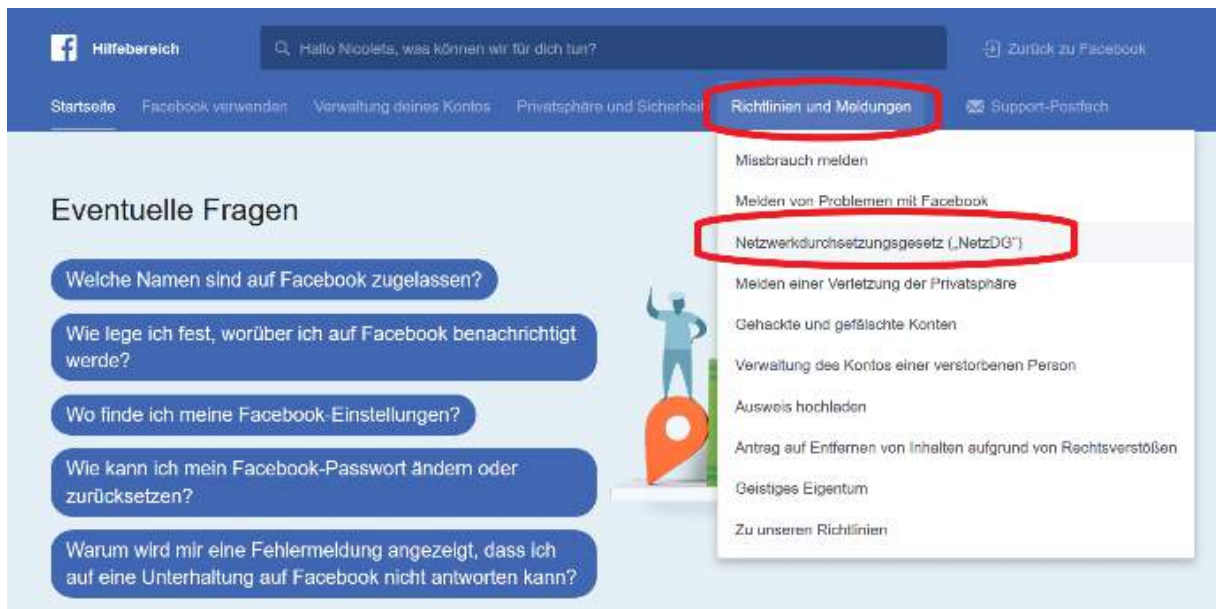 Hilfebereich
Hallo Nicoleta, was können wir für dich tun?
Zurück zu Facebook
Startseite
Facebook verwenden
Verwaltung deines Kontos
Privatsphäre und Sicherheit
Richtlinien und Meldungen
Support-Postfach
Missbrauch melden
Melden von Problemen mit Facebook
Netzwerkdurchsetzungsgesetz („NetzDG“)
Melden einer Verletzung der Privatsphäre
Gehackte und gefälschte Konten
Verwaltung des Kontos einer verstorbenen Person
Ausweis hochladen
Antrag auf Entfernen von Inhalten aufgrund von Rechtsverstößen
Geistiges Eigentum
Zu unseren Richtlinien
Eventuelle Fragen
Welche Namen sind auf Facebook zugelassen?
Wie lege ich fest, worüber ich auf Facebook benachrichtigt
werde?
Wo finde ich meine Facebook-Einstellungen?
Wie kann ich mein Facebook-Passwort ändern oder
zurücksetzen?
Warum wird mir eine Fehlermeldung angezeigt, dass ich
auf eine Unterhaltung auf Facebook nicht antworten kann?